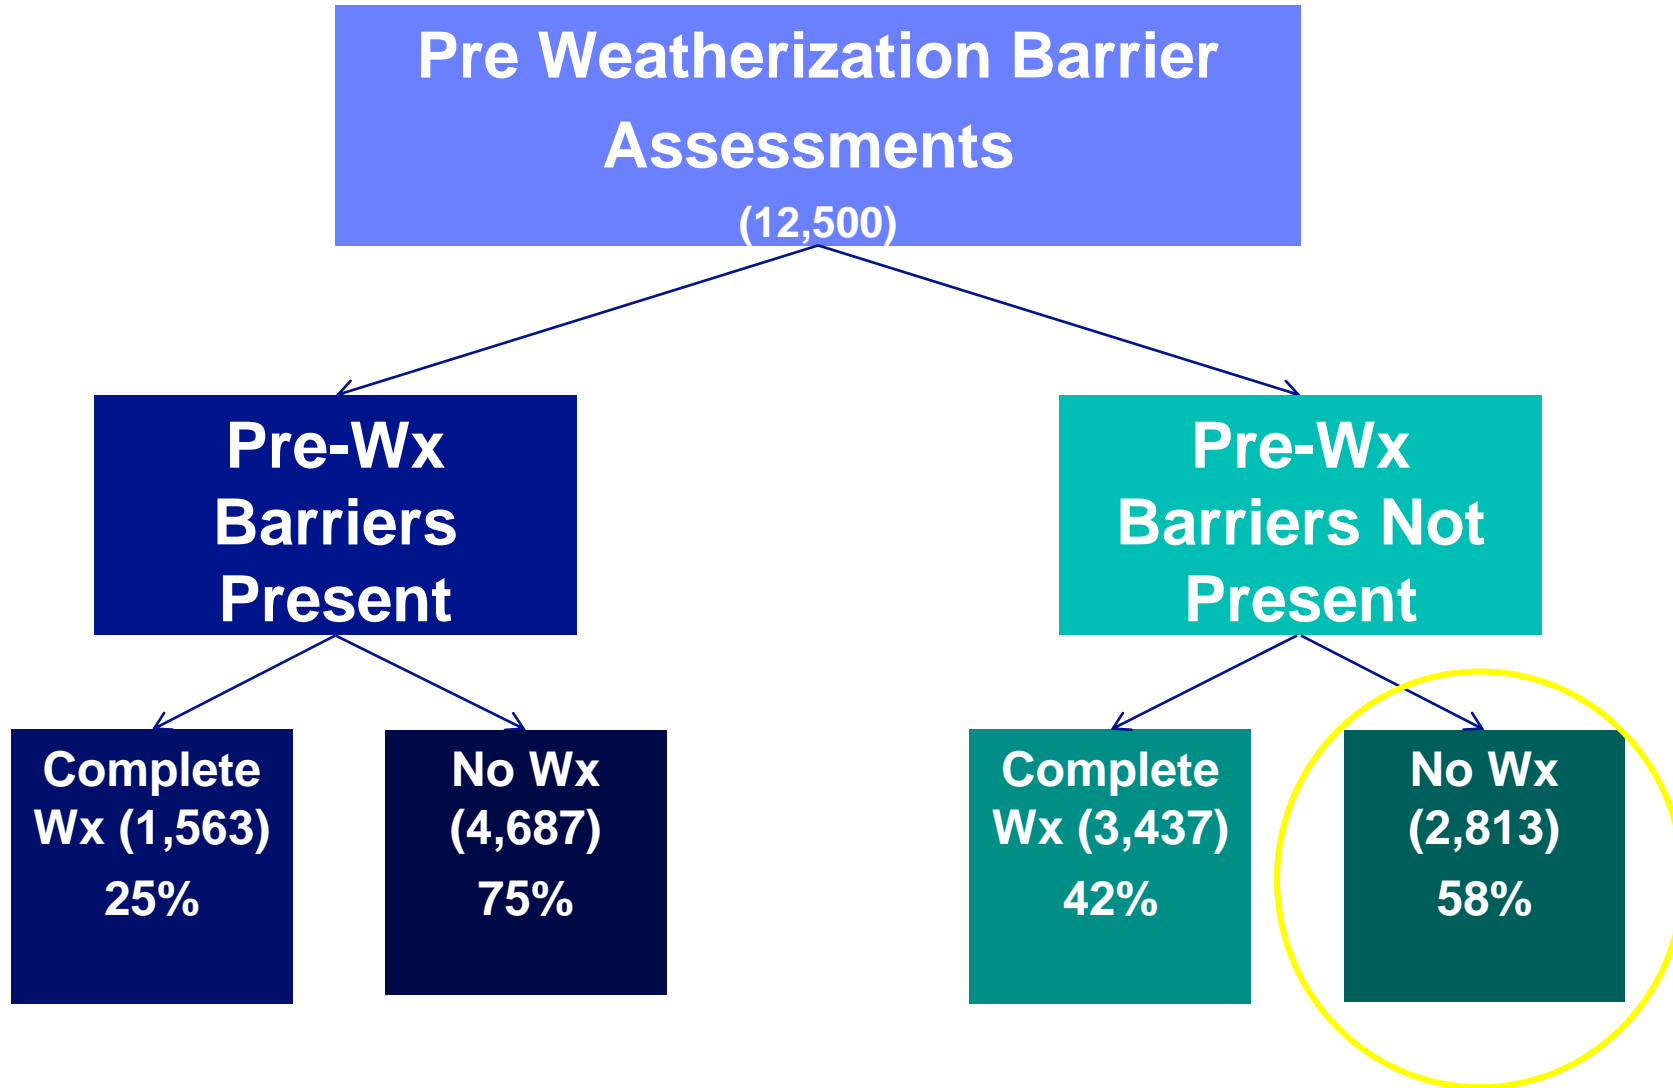 Pre Weatherization Barrier
Assessments
(12,500)
Pre-Wx
Barriers
Present
Pre-Wx
Barriers Not
Present
Complete
Wx (1,563)
25%
No Wx
(4,687)
75%
Complete
Wx (3,437)
42%
No Wx
(2,813)
58%